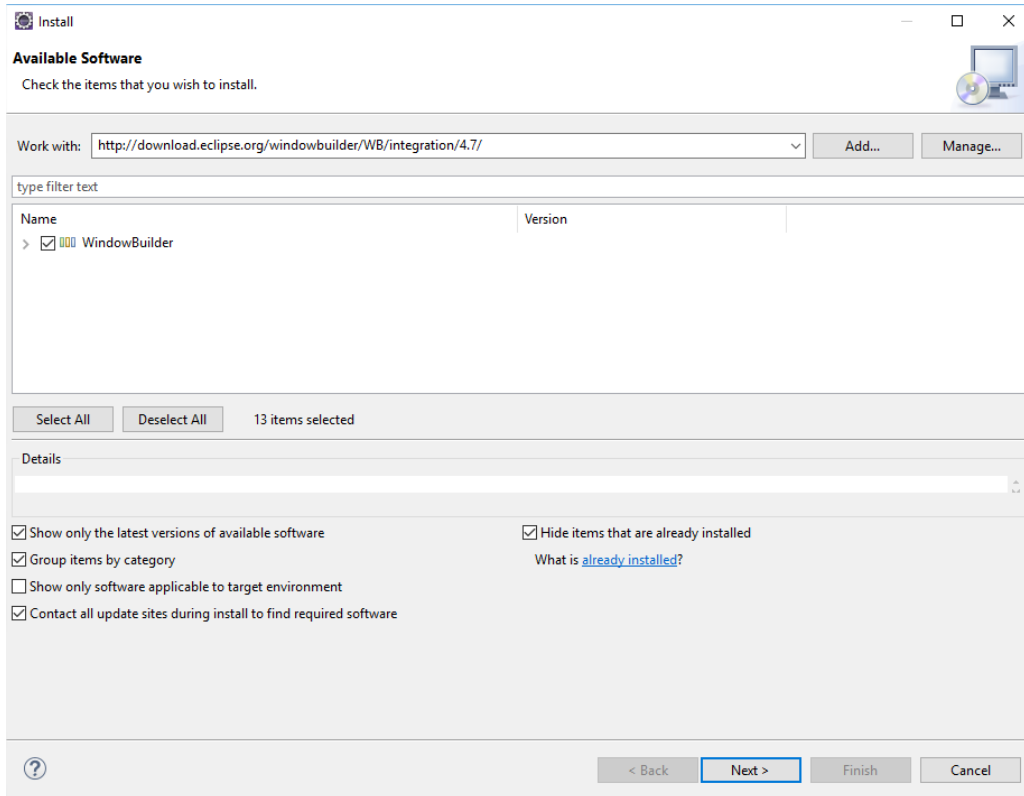 Install
Available Software
Check the items that you wish to install.
Work with: http://download.eclipse.org/windowbuilder/WB/integration/4.7/ Add... Manage...
type filter text
Name Version
WindowBuilder
Select All Deselect All 13 items selected
Details
Show only the latest versions of available software Hide items that are already installed
Group items by category What is already installed?
Show only software applicable to target environment
Contact all update sites during install to find required software
? < Back Next > Finish Cancel